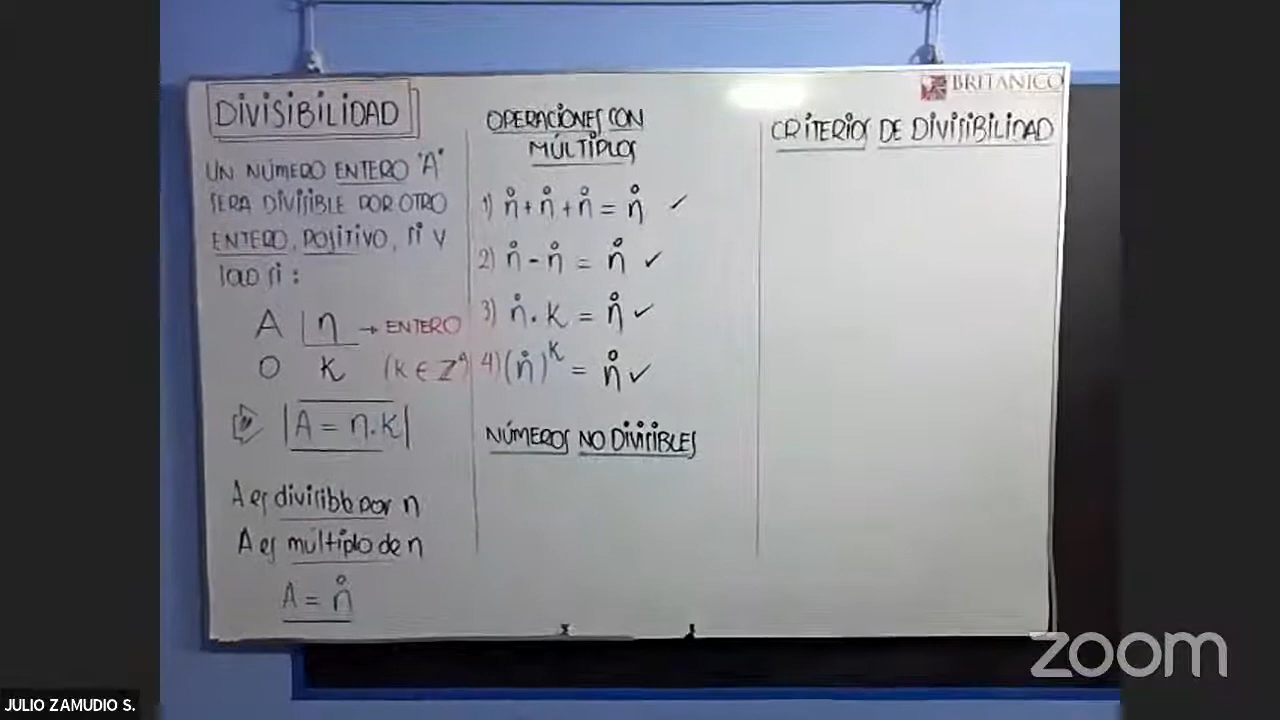 DIVISIBILIDAD
UN NÚMERO ENTERO "A"
SERA DIVISIBLE POR OTRO
ENTERO, POSITIVO, SI Y
SOLO SI :
A | n → ENTERO
0 K (K ∈ Z⁺)
A = n.K
A es divisible por n
A es múltiplo de n
A = n̊
OPERACIONES CON
MÚLTIPLOS
1) n̊ + n̊ + n̊ = n̊ ✓
2) n̊ - n̊ = n̊ ✓
3) n̊ . K = n̊ ✓
4) (n̊)ᴷ = n̊ ✓
NÚMEROS NO DIVISIBLES
BRITANICO
CRITERIOS DE DIVISIBILIDAD
zoom
JULIO ZAMUDIO S.